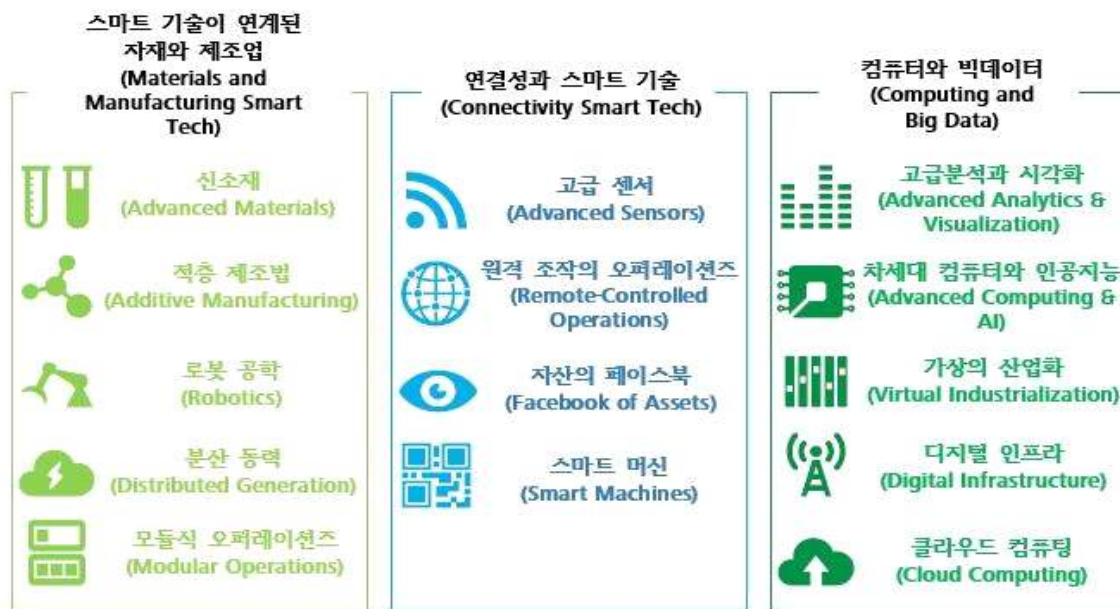 스마트 기술이 연계된
자재와 제조업
(Materials and
Manufacturing Smart
Tech)
신소재
(Advanced Materials)
적층 제조법
(Additive Manufacturing)
로봇 공학
(Robotics)
분산 동력
(Distributed Generation)
모듈식 오퍼레이션즈
(Modular Operations)
연결성과 스마트 기술
(Connectivity Smart Tech)
고급 센서
(Advanced Sensors)
원격 조작의 오퍼레이션즈
(Remote-Controlled
Operations)
자산의 페이스북
(Facebook of Assets)
스마트 머신
(Smart Machines)
컴퓨터와 빅데이터
(Computing and
Big Data)
고급분석과 시각화
(Advanced Analytics &
Visualization)
차세대 컴퓨터와 인공지능
(Advanced Computing &
AI)
가상의 산업화
(Virtual Industrialization)
디지털 인프라
(Digital Infrastructure)
클라우드 컴퓨팅
(Cloud Computing)